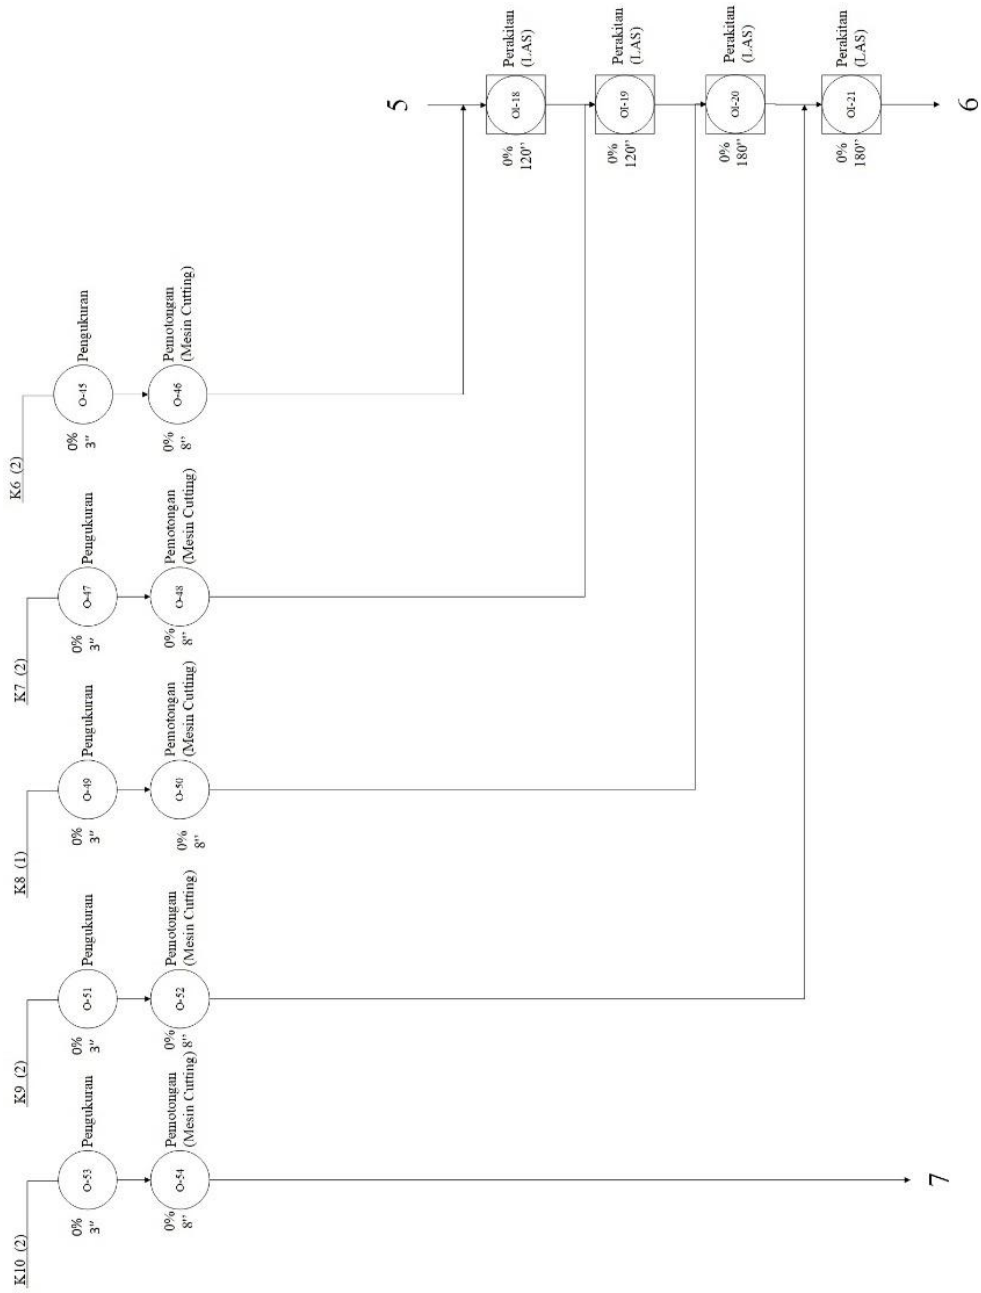 K10 (2)
0%
3"
O-53
Pengukuran
0%
8"
O-54
Pemotongan
(Mesin Cutting)
7
K9 (2)
0%
3"
O-51
Pengukuran
0%
8"
O-52
Pemotongan
(Mesin Cutting)
K8 (1)
0%
3"
O-49
Pengukuran
0%
8"
O-50
Pemotongan
(Mesin Cutting)
K7 (2)
0%
3"
O-47
Pengukuran
0%
8"
O-48
Pemotongan
(Mesin Cutting)
K6 (2)
0%
3"
O-45
Pengukuran
0%
8"
O-46
Pemotongan
(Mesin Cutting)
5
0%
120"
OI-18
Perakitan
(LAS)
0%
120"
OI-19
Perakitan
(LAS)
0%
180"
OI-20
Perakitan
(LAS)
0%
180"
OI-21
Perakitan
(LAS)
6